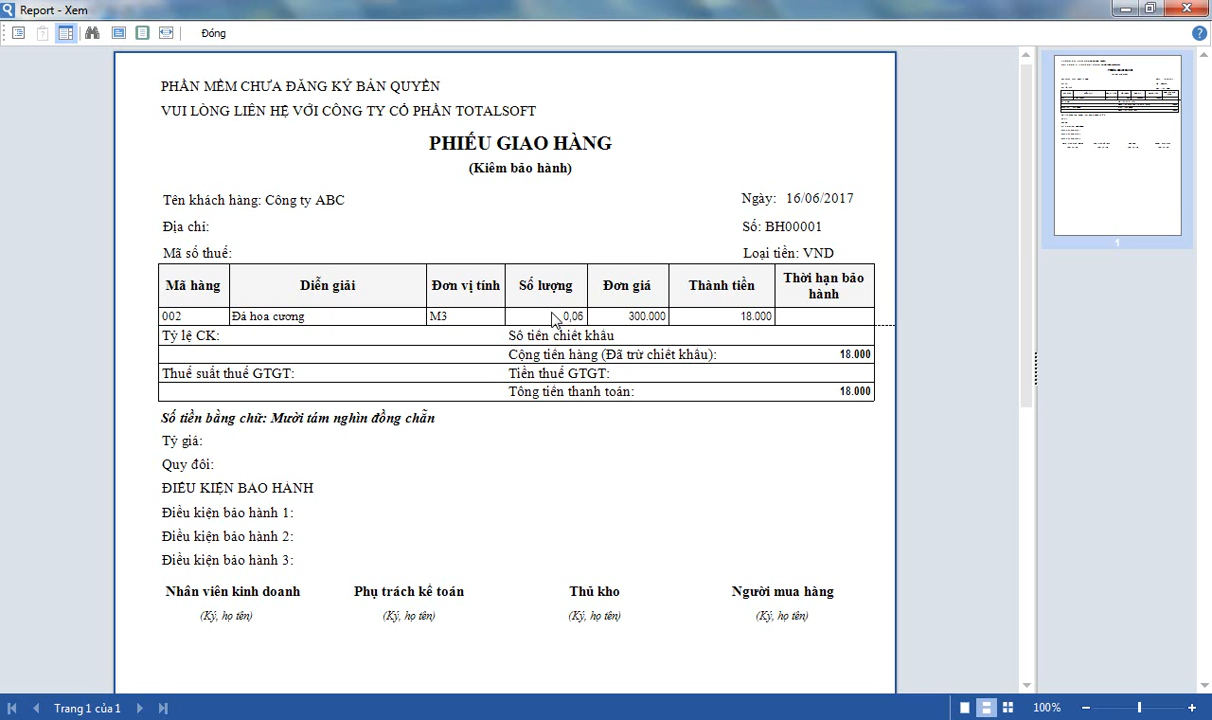 Report - Xem
Đóng
PHẦN MỀM CHƯA ĐĂNG KÝ BẢN QUYỀN
VUI LÒNG LIÊN HỆ VỚI CÔNG TY CỔ PHẦN TOTALSOFT
PHIẾU GIAO HÀNG
(Kiêm bảo hành)
Tên khách hàng: Công ty ABC
Ngày: 16/06/2017
Địa chỉ:
Số: BH00001
Mã số thuế:
Loại tiền: VND
Mã hàng Diễn giải Đơn vị tính Số lượng Đơn giá Thành tiền Thời hạn bảo hành
002 Đá hoa cương M3 0,06 300.000 18.000
Tỷ lệ CK: Số tiền chiết khấu
Cộng tiền hàng (Đã trừ chiết khấu): 18.000
Thuế suất thuế GTGT: Tiền thuế GTGT:
Tổng tiền thanh toán: 18.000
Số tiền bằng chữ: Mười tám nghìn đồng chẵn
Tỷ giá:
Quy đổi:
ĐIỀU KIỆN BẢO HÀNH
Điều kiện bảo hành 1:
Điều kiện bảo hành 2:
Điều kiện bảo hành 3:
Nhân viên kinh doanh Phụ trách kế toán Thủ kho Người mua hàng
(Ký, họ tên) (Ký, họ tên) (Ký, họ tên) (Ký, họ tên)
1
Trang 1 của 1
100%